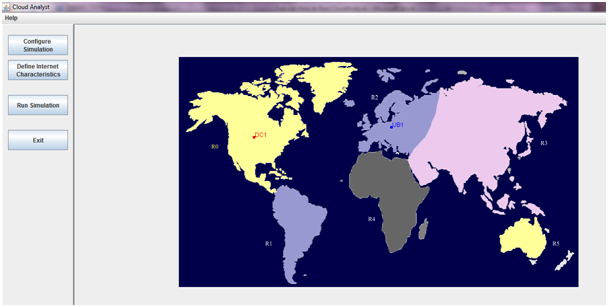 Cloud Analyst
Help
Configure
Simulation
Define Internet
Characteristics
Run Simulation
Exit
R2
UB1
DC1
R0
R3
R4
R1
R5